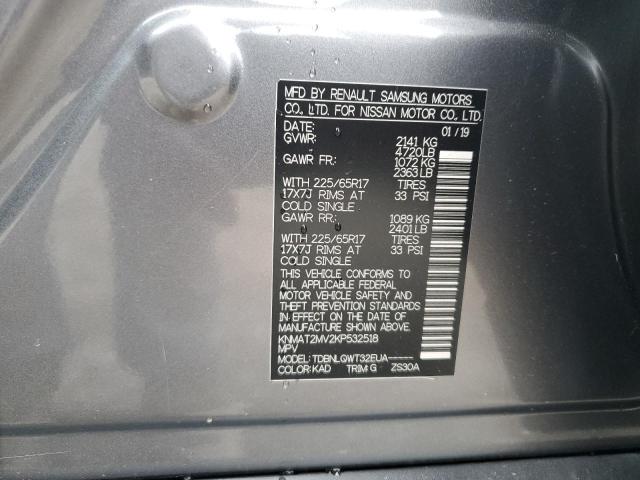 MFD BY RENAULT SAMSUNG MOTORS
CO., LTD. FOR NISSAN MOTOR CO., LTD.
DATE: 01 / 19
GVWR: 2141 KG
4720LB
GAWR FR: 1072 KG
2363 LB
WITH 225/65R17 TIRES
17X7J RIMS AT 33 PSI
COLD SINGLE
GAWR RR: 1089 KG
2401 LB
WITH 225/65R17 TIRES
17X7J RIMS AT 33 PSI
COLD SINGLE
THIS VEHICLE CONFORMS TO
ALL APPLICABLE FEDERAL
MOTOR VEHICLE SAFETY AND
THEFT PREVENTION STANDARDS
IN EFFECT ON THE DATE OF
MANUFACTURE SHOWN ABOVE.
KNMAT2MV2KP532518
MPV
MODEL: TDBNLQWT32EUA-----
COLOR: KAD TRIM: G ZS30A